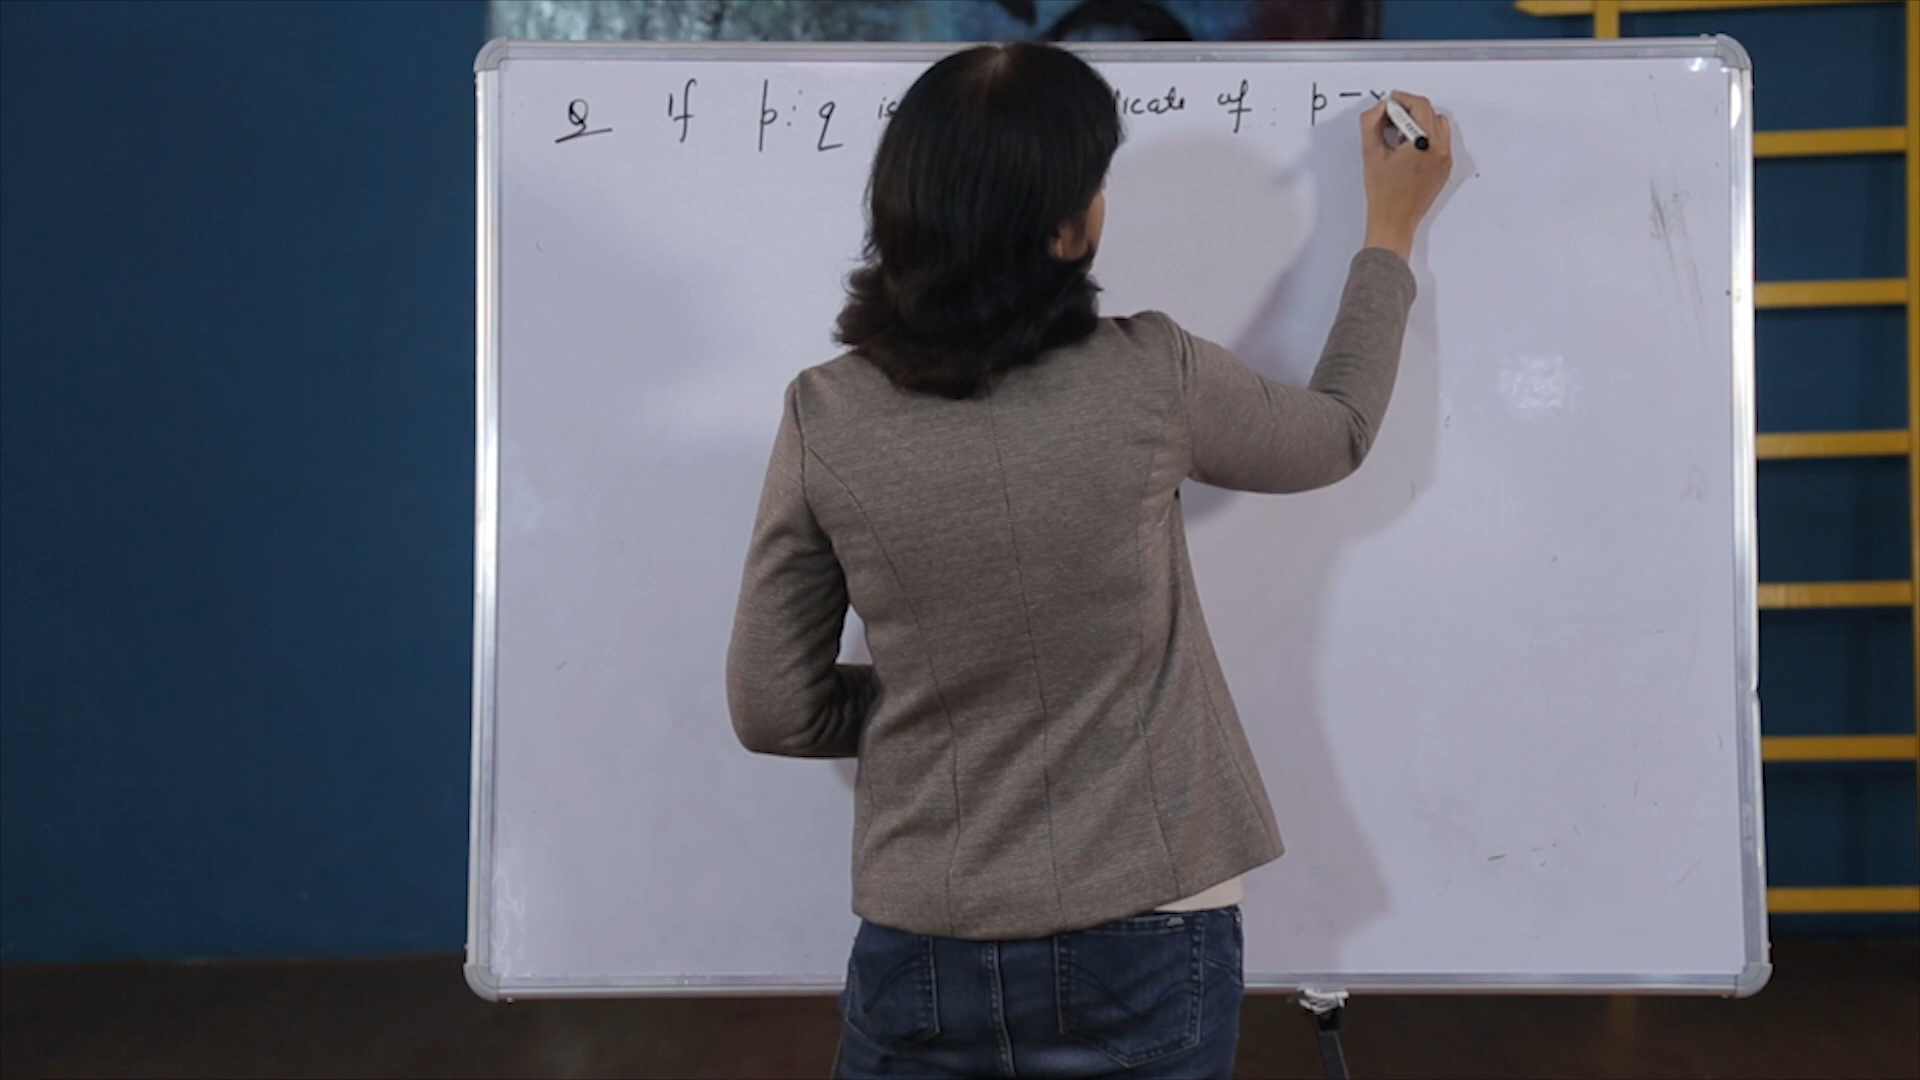 Q If p:q is licate of p-x